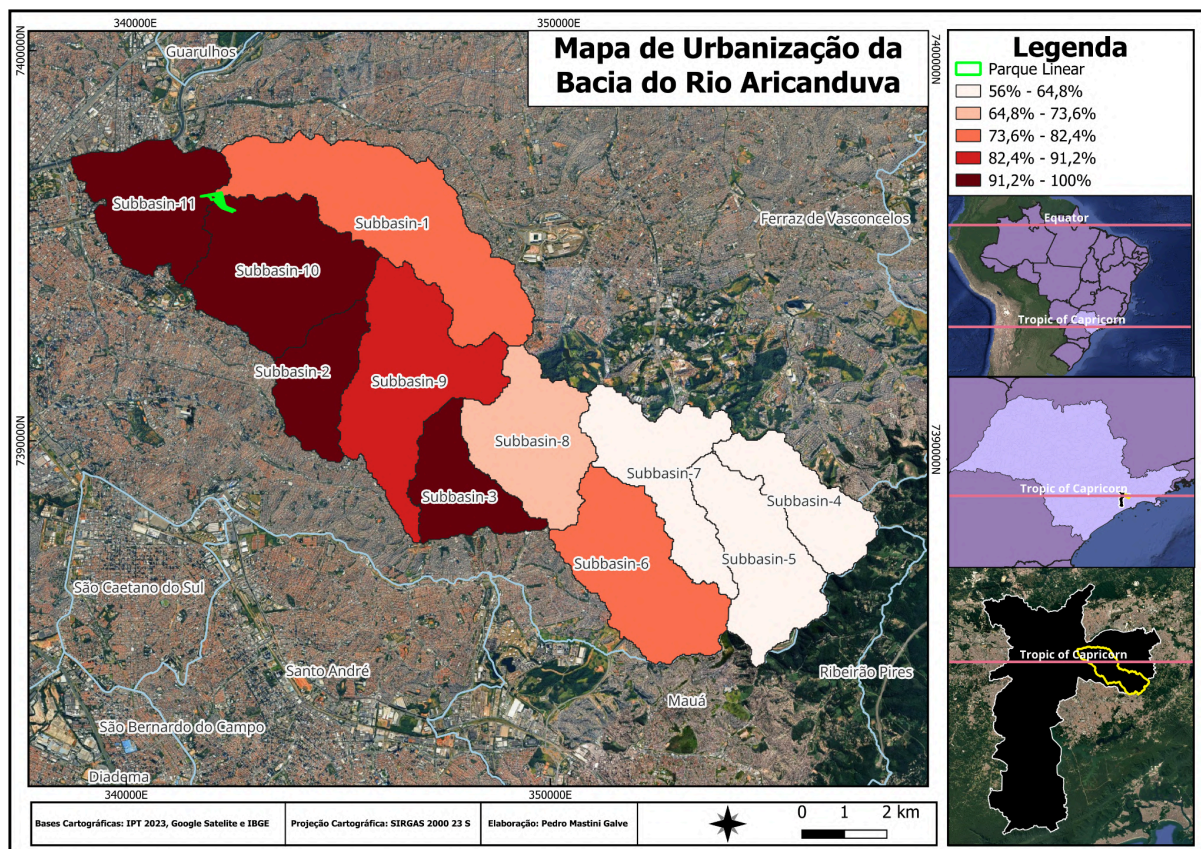 340000E
350000E
7400000N
7400000N
Mapa de Urbanização da
Bacia do Rio Aricanduva
Guarulhos
Subbasin-11
Subbasin-1
Ferraz de Vasconcelos
Subbasin-10
Subbasin-2
Subbasin-9
7390000N
7390000N
Subbasin-8
Subbasin-7
Subbasin-3
Subbasin-4
Subbasin-6
Subbasin-5
São Caetano do Sul
Santo André
Ribeirão Pires
Mauá
São Bernardo do Campo
Diadema
340000E
350000E
Legenda
Parque Linear
56% - 64,8%
64,8% - 73,6%
73,6% - 82,4%
82,4% - 91,2%
91,2% - 100%
Equator
Tropic of Capricorn
Tropic of Capricorn
Tropic of Capricorn
Bases Cartográficas: IPT 2023, Google Satelite e IBGE
Projeção Cartográfica: SIRGAS 2000 23 S
Elaboração: Pedro Mastini Galve
0 1 2 km